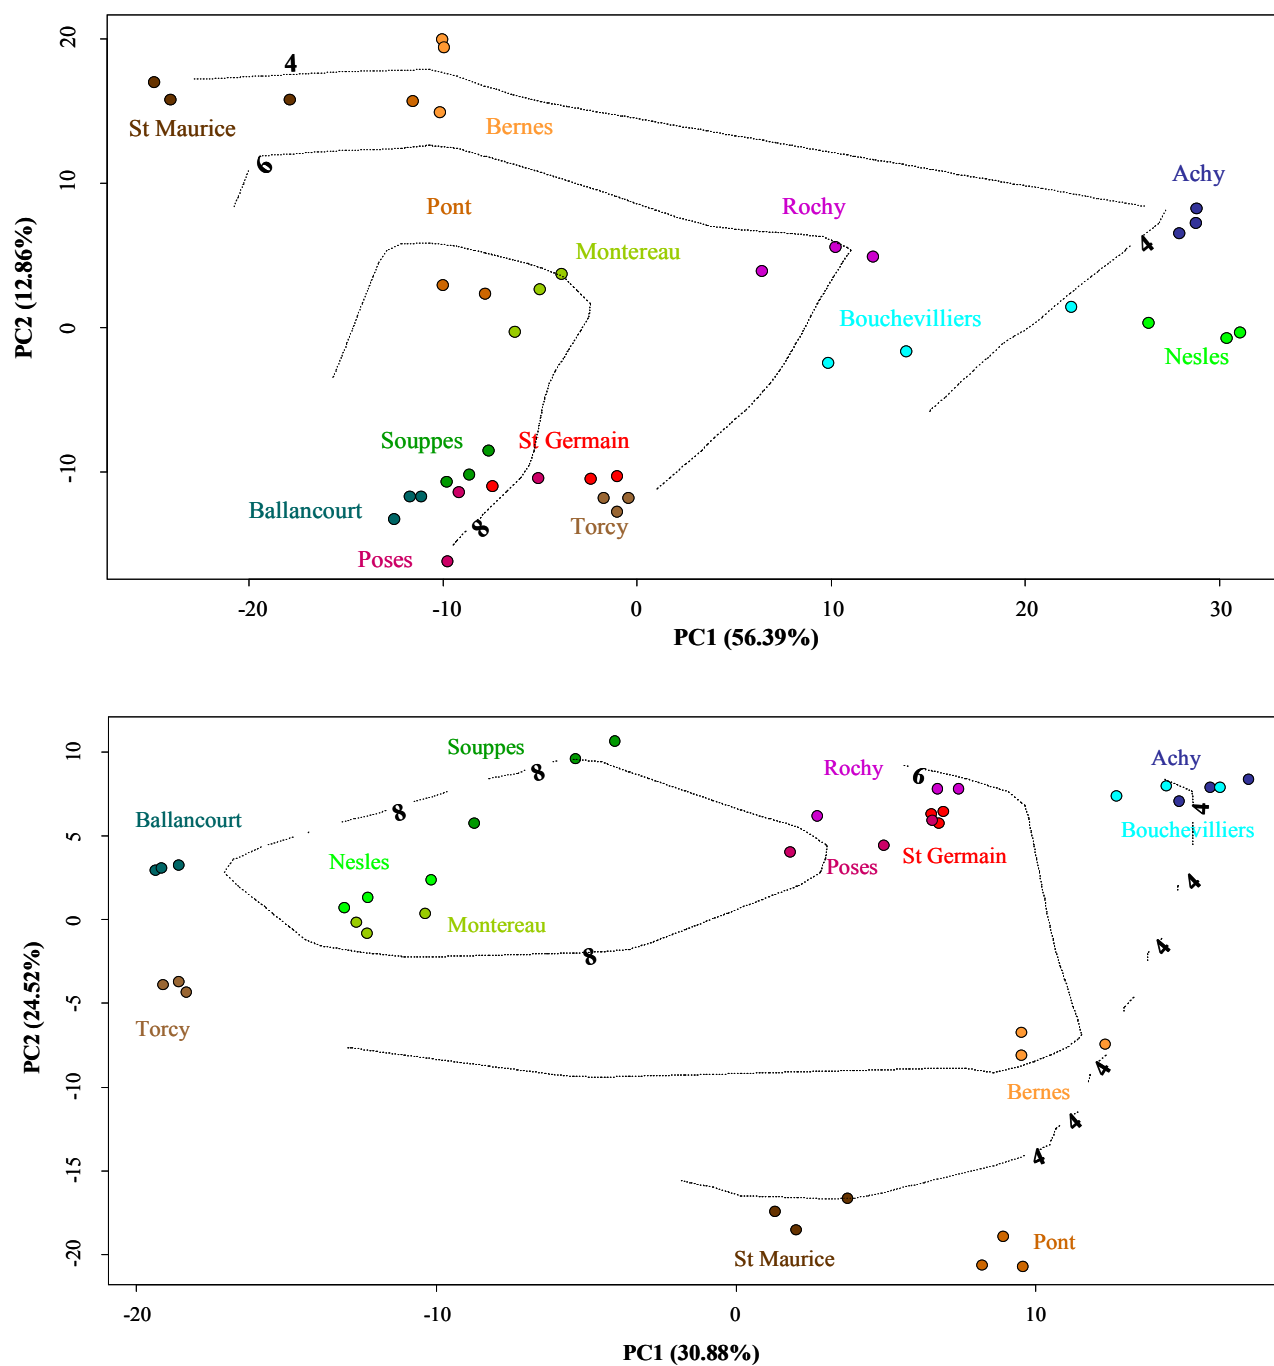 20
4
St Maurice
Bernes
6
10
Achy
Pont
Rochy
4
Montereau
PC2 (12.86%)
0
Bouchevilliers
Nesles
Souppes
St Germain
-10
Ballancourt
8
Torcy
Poses
-20 -10 0 10 20 30
PC1 (56.39%)
10
Souppes
8
Rochy
6
Achy
8
4
Ballancourt
Bouchevilliers
5
Nesles
St Germain
Poses
4
0
Montereau
8
4
-5
Torcy
PC2 (24.52%)
4
-10
Bernes
4
4
-15
Pont
St Maurice
-20
-20 -10 0 10
PC1 (30.88%)